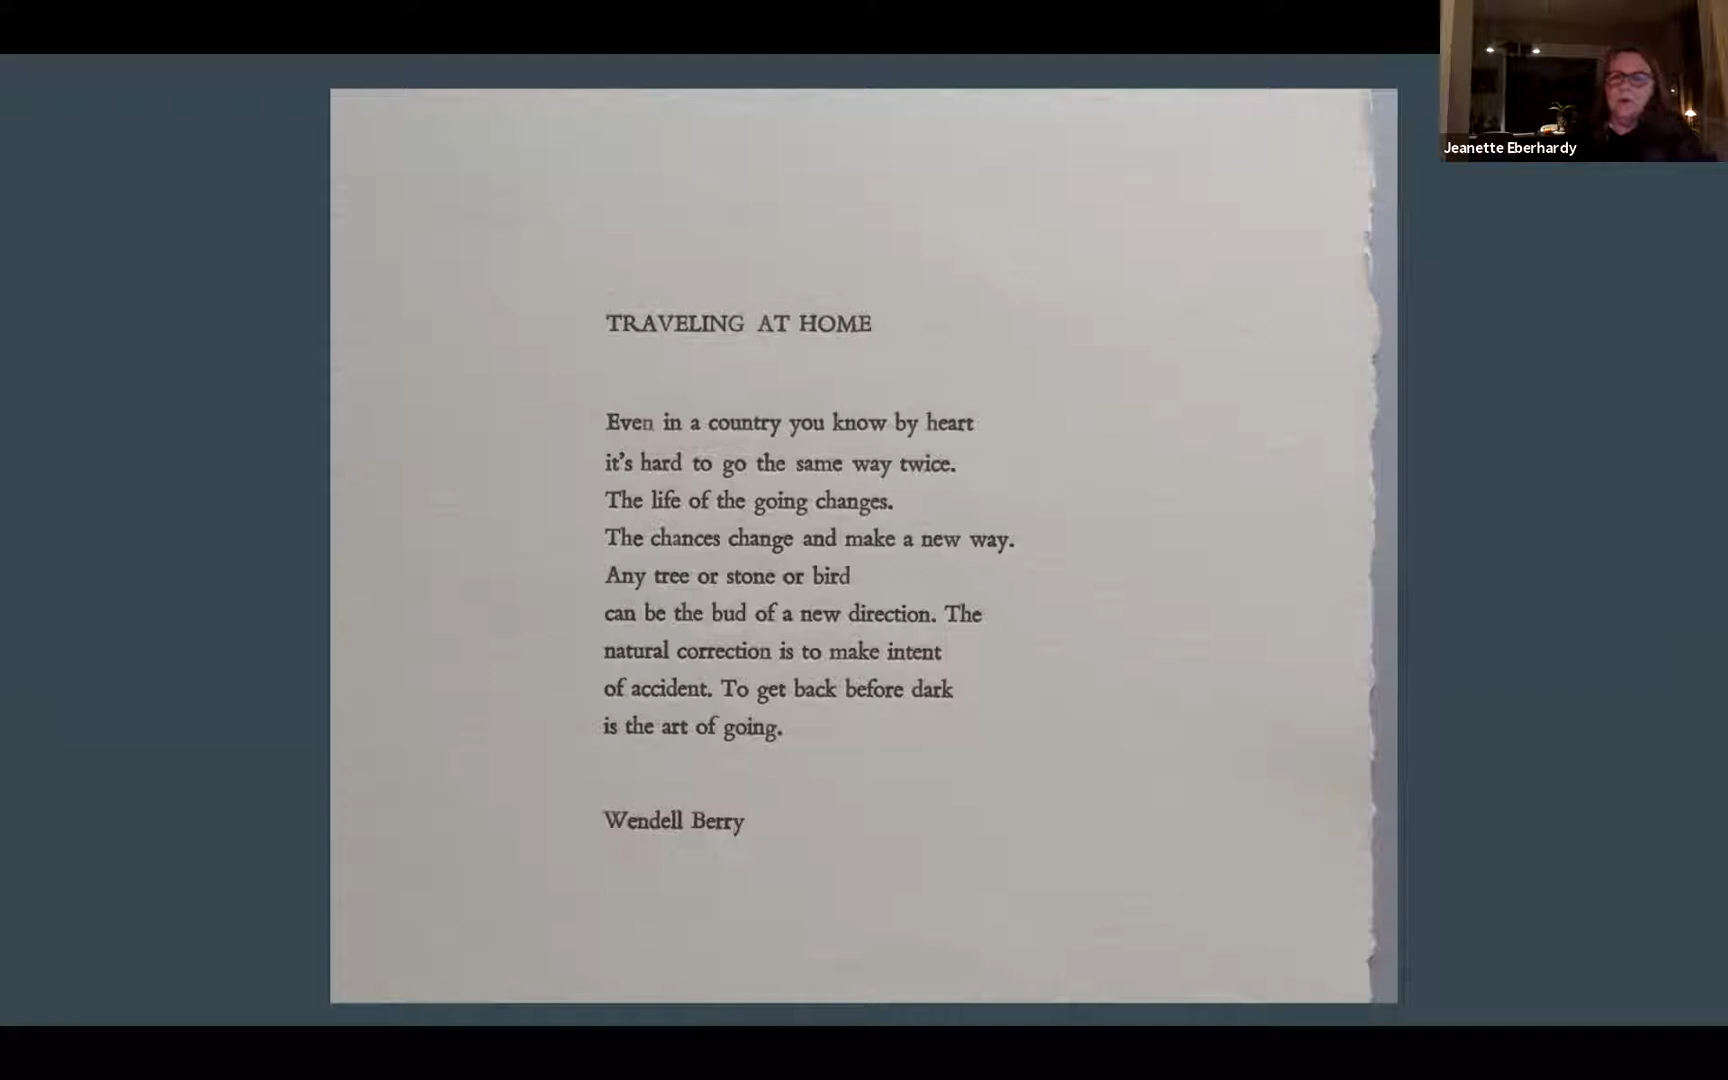 Jeanette Eberhardy
TRAVELING AT HOME
Even in a country you know by heart
it's hard to go the same way twice.
The life of the going changes.
The chances change and make a new way.
Any tree or stone or bird
can be the bud of a new direction. The
natural correction is to make intent
of accident. To get back before dark
is the art of going.
Wendell Berry